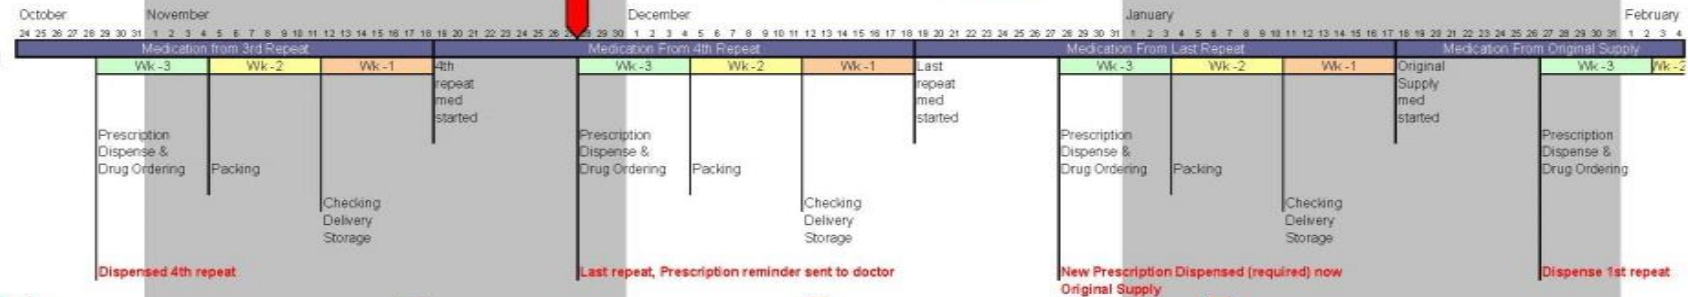 October November December January February
24 25 26 27 28 29 30 31 1 2 3 4 5 6 7 8 9 10 11 12 13 14 15 16 17 18 19 20 21 22 23 24 25 26 28 29 30 1 2 3 4 5 6 7 8 9 10 11 12 13 14 15 16 17 18 19 20 21 22 23 24 25 26 27 28 29 30 31 1 2 3 4 5 6 7 8 9 10 11 12 13 14 15 16 17 18 19 20 21 22 23 24 25 26 27 28 29 30 31 1 2 3 4
Medication from 3rd Repeat Medication From 4th Repeat Medication From Last Repeat Medication From Original Supply
Wk -3 Wk -2 Wk -1 Wk -3 Wk -2 Wk -1 Wk -3 Wk -2 Wk -1 Wk -3 Wk -2
4th
repeat
med
started
Last
repeat
med
started
Original
Supply
med
started
Prescription
Dispense &
Drug Ordering
Packing
Checking
Delivery
Storage
Prescription
Dispense &
Drug Ordering
Packing
Checking
Delivery
Storage
Prescription
Dispense &
Drug Ordering
Packing
Checking
Delivery
Storage
Prescription
Dispense &
Drug Ordering
Dispensed 4th repeat
Last repeat, Prescription reminder sent to doctor
New Prescription Dispensed (required) now
Original Supply
Dispense 1st repeat